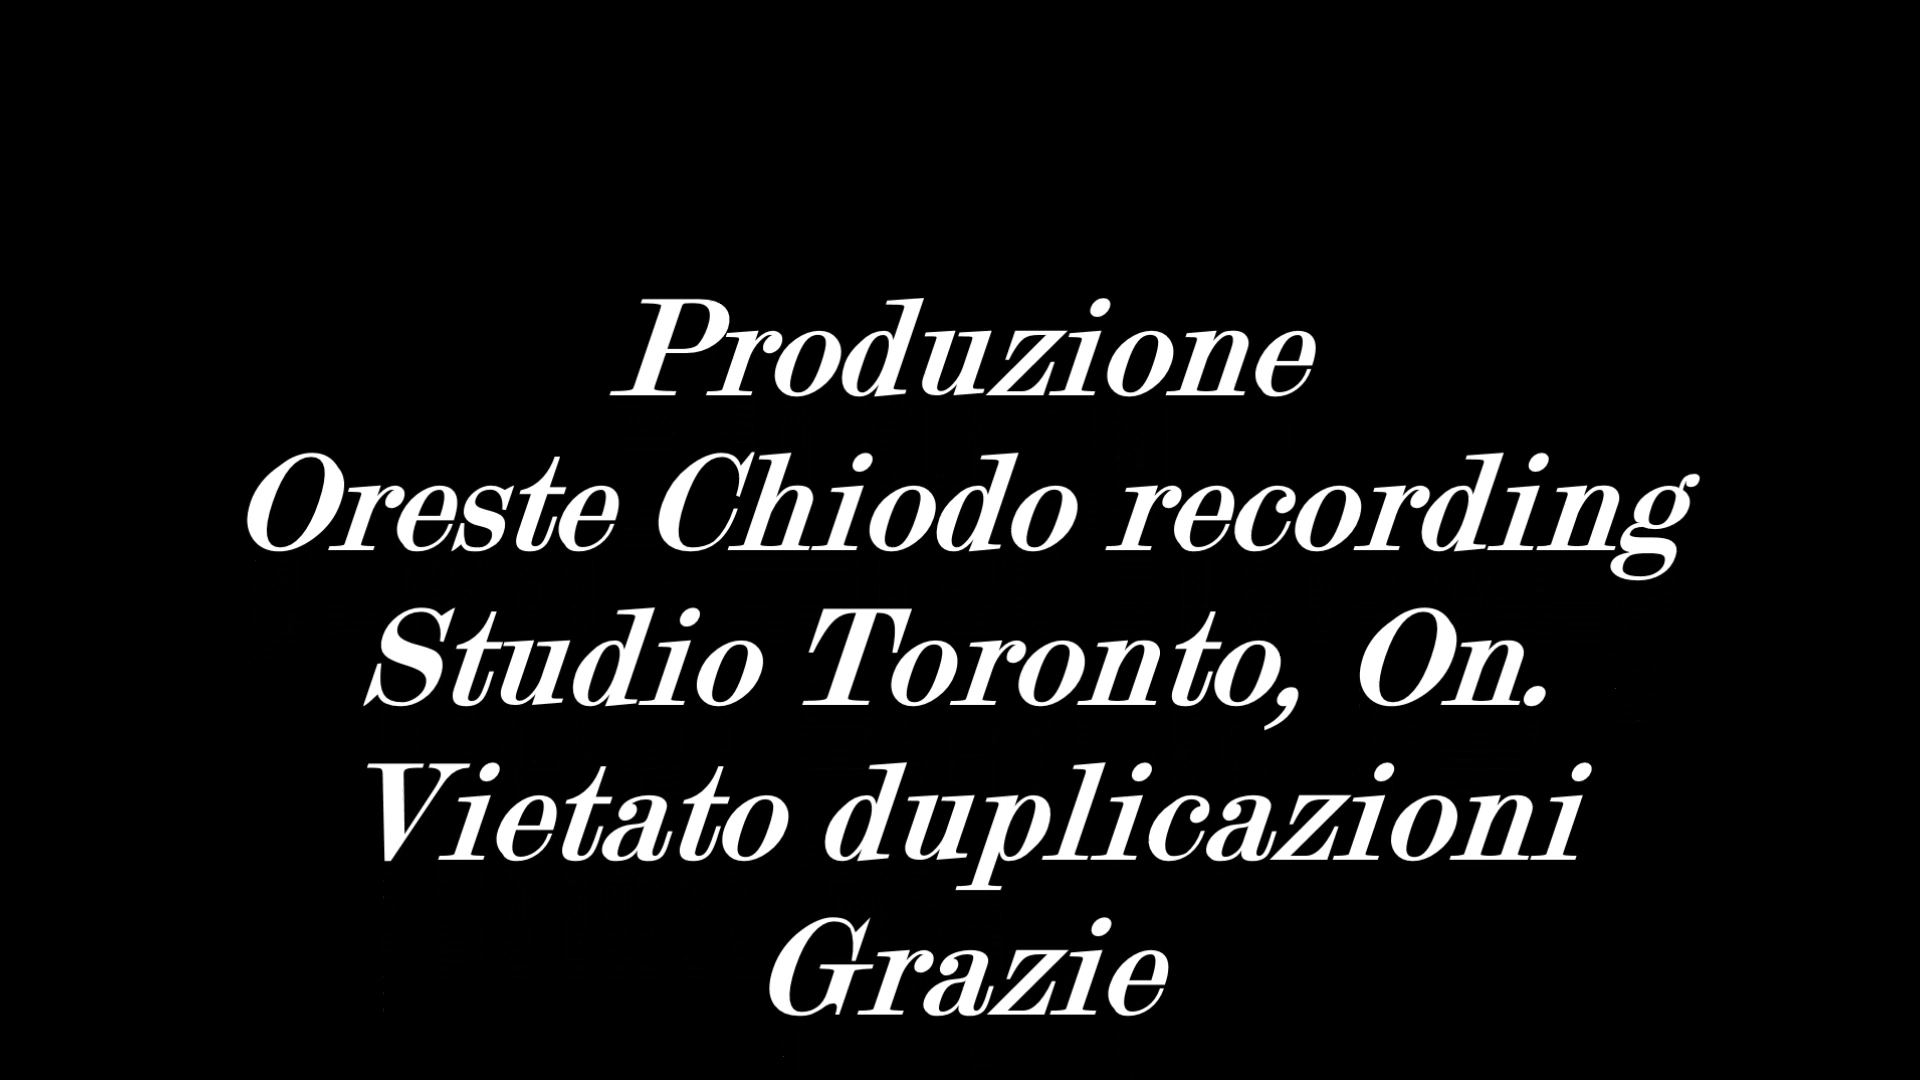 Produzione
Oreste Chiodo recording
Studio Toronto, On.
Vietato duplicazioni
Grazie